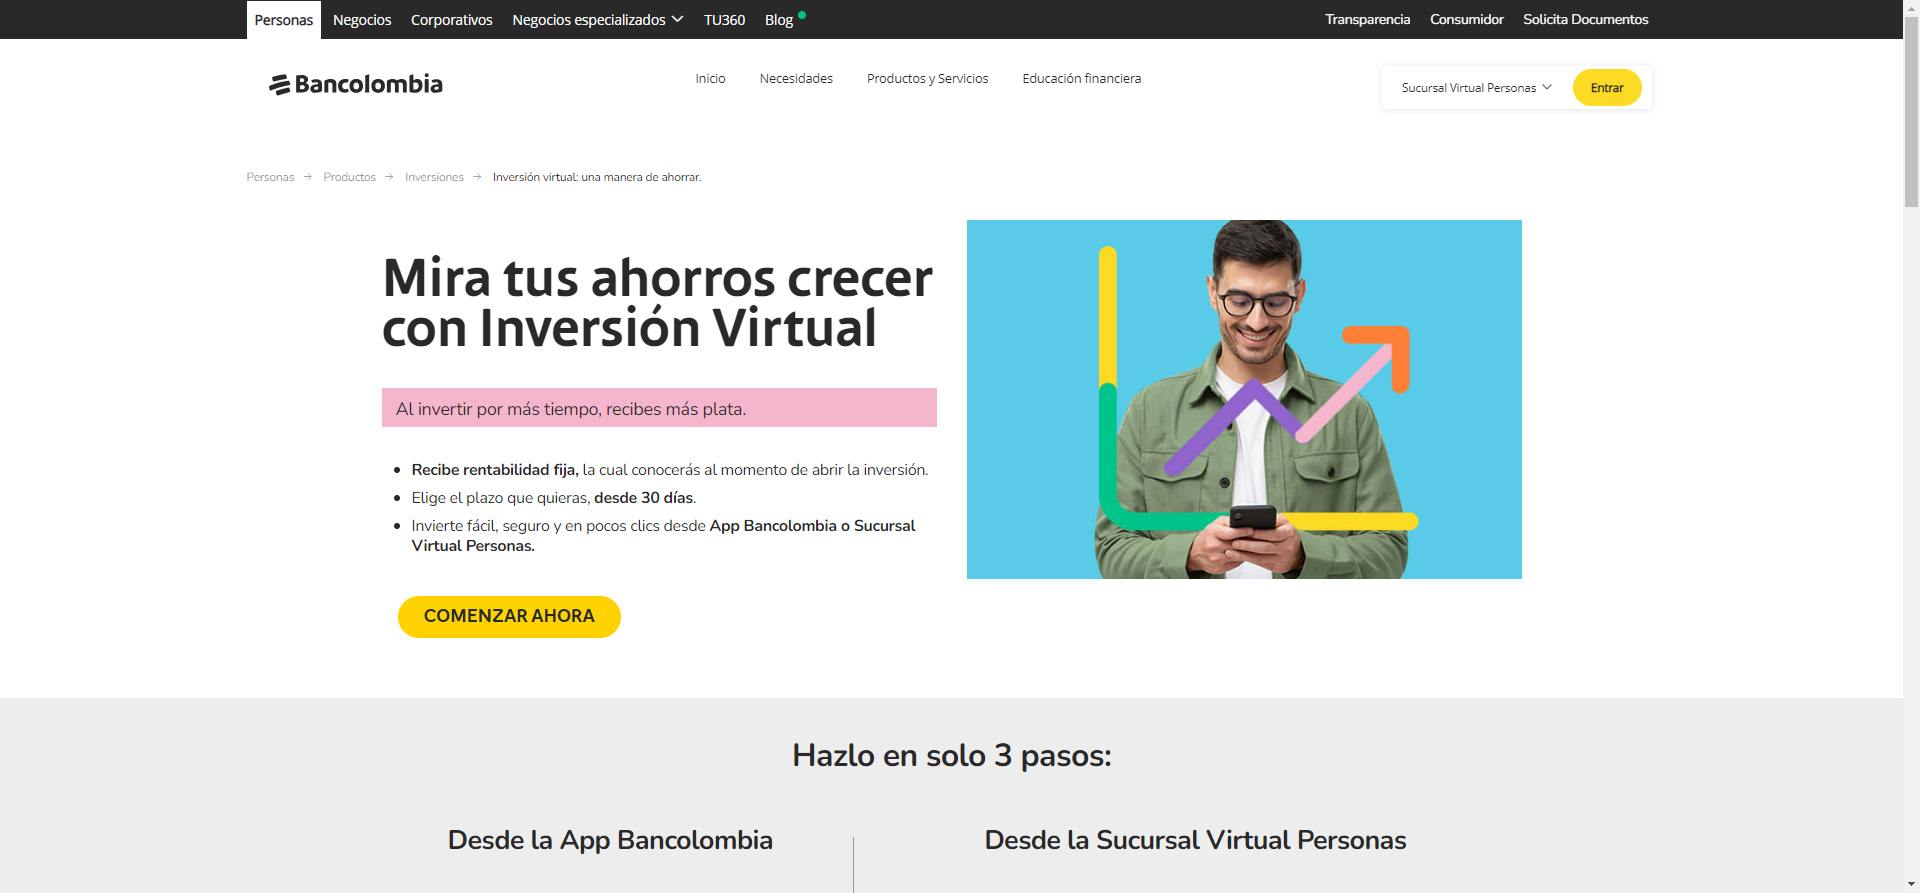 Personas Negocios Corporativos Negocios especializados TU360 Blog Transparencia Consumidor Solicita Documentos
Bancolombia Inicio Necesidades Productos y Servicios Educación financiera Sucursal Virtual Personas Entrar
Personas → Productos → Inversiones → Inversión virtual: una manera de ahorrar.
Mira tus ahorros crecer
con Inversión Virtual
Al invertir por más tiempo, recibes más plata.
• Recibe rentabilidad fija, la cual conocerás al momento de abrir la inversión.
• Elige el plazo que quieras, desde 30 días.
• Invierte fácil, seguro y en pocos clics desde App Bancolombia o Sucursal
Virtual Personas.
COMENZAR AHORA
Hazlo en solo 3 pasos:
Desde la App Bancolombia
Desde la Sucursal Virtual Personas